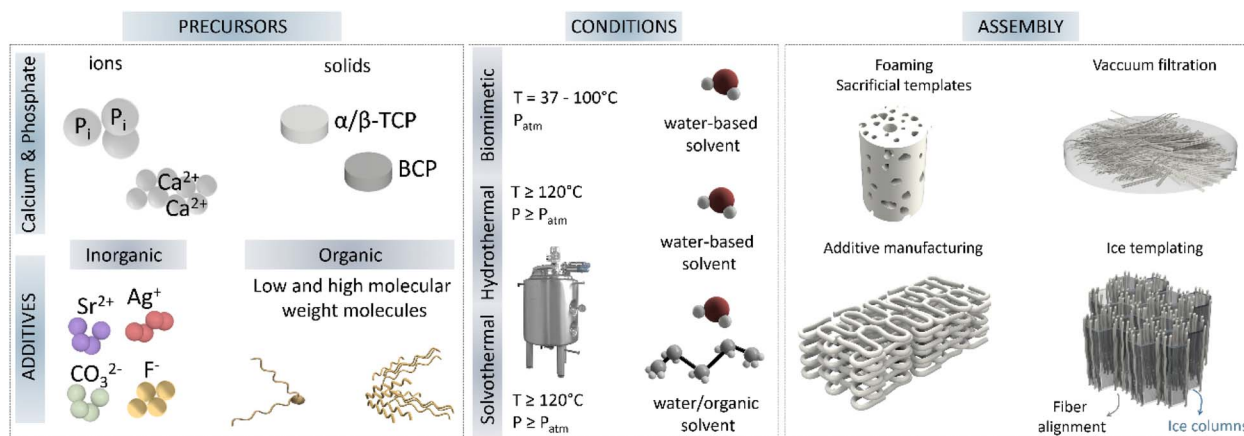 PRECURSORS
Calcium & Phosphate
ions
solids
Pi
Pi
α/β-TCP
BCP
Ca2+
Ca2+
ADDITIVES
Inorganic
Organic
Sr2+
Ag+
CO32-
F-
Low and high molecular
weight molecules
CONDITIONS
Biomimetic
T = 37 - 100°C
Patm
water-based
solvent
Hydrothermal
T ≥ 120°C
P ≥ Patm
water-based
solvent
Solvothermal
T ≥ 120°C
P ≥ Patm
water/organic
solvent
ASSEMBLY
Foaming
Sacrificial templates
Vaccuum filtration
Additive manufacturing
Ice templating
Fiber
alignment
Ice columns